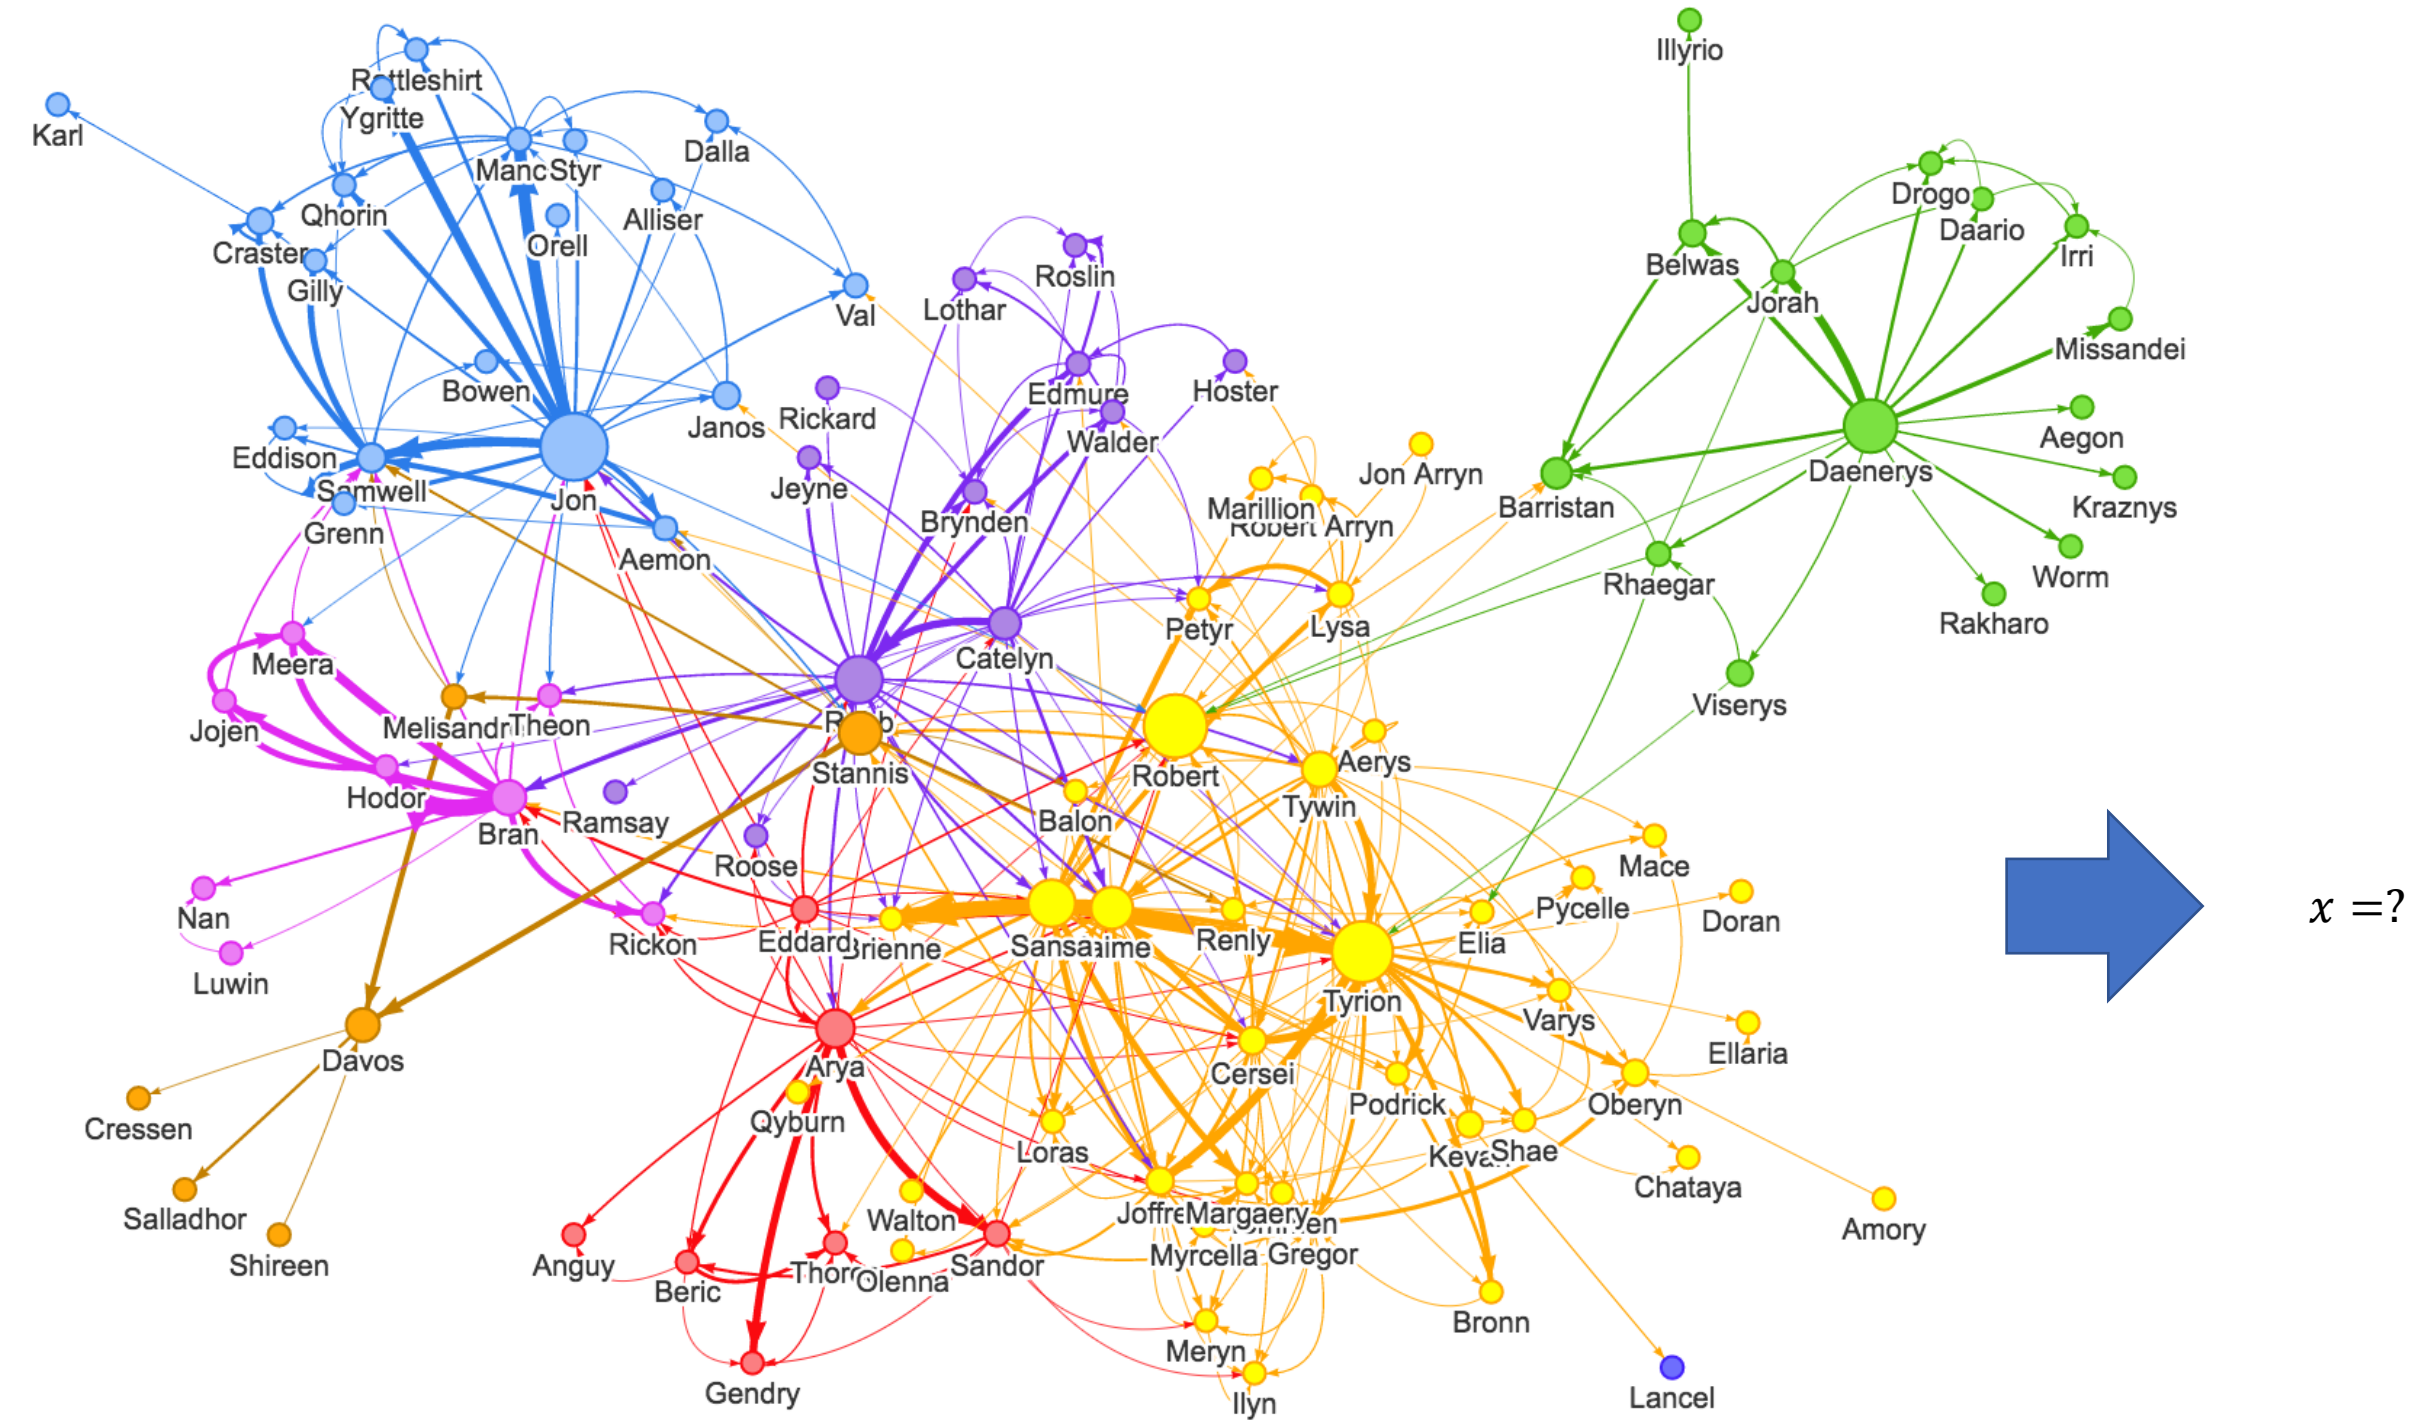 Illyrio
Rattleshirt
Ygritte
Karl
Dalla
Styr
Drogo
Qhorin
Alliser
Daario
Orell
Craster
Irri
Belwas
Roslin
Gilly
Jorah
Lothar
Val
Missandei
Bowen
Edmure
Hoster
Rickard
Janos
Walder
Aegon
Eddison
Daenerys
Jon Arryn
Jeyne
Samwell
Jon
Marillion
Barristan
Kraznys
Brynden
Robert Arryn
Grenn
Aemon
Worm
Rhaegar
Rakharo
Petyr
Lysa
Catelyn
Meera
Viserys
Theon
Jojen
Aerys
Stannis
Robert
Hodor
Tywin
Balon
Ramsay
Bran
Roose
Mace
Pycelle
x =?
Nan
Doran
Rickon
Eddard
Sansa
Renly
Elia
Luwin
Tyrion
Varys
Ellaria
Davos
Arya
Cersei
Podrick
Oberyn
Qyburn
Cressen
Loras
Shae
Chataya
Salladhor
Walton
Margaery
Amory
Myrcella
Gregor
Shireen
Anguy
Sandor
Olenna
Beric
Bronn
Meryn
Gendry
Lancel
Ilyn